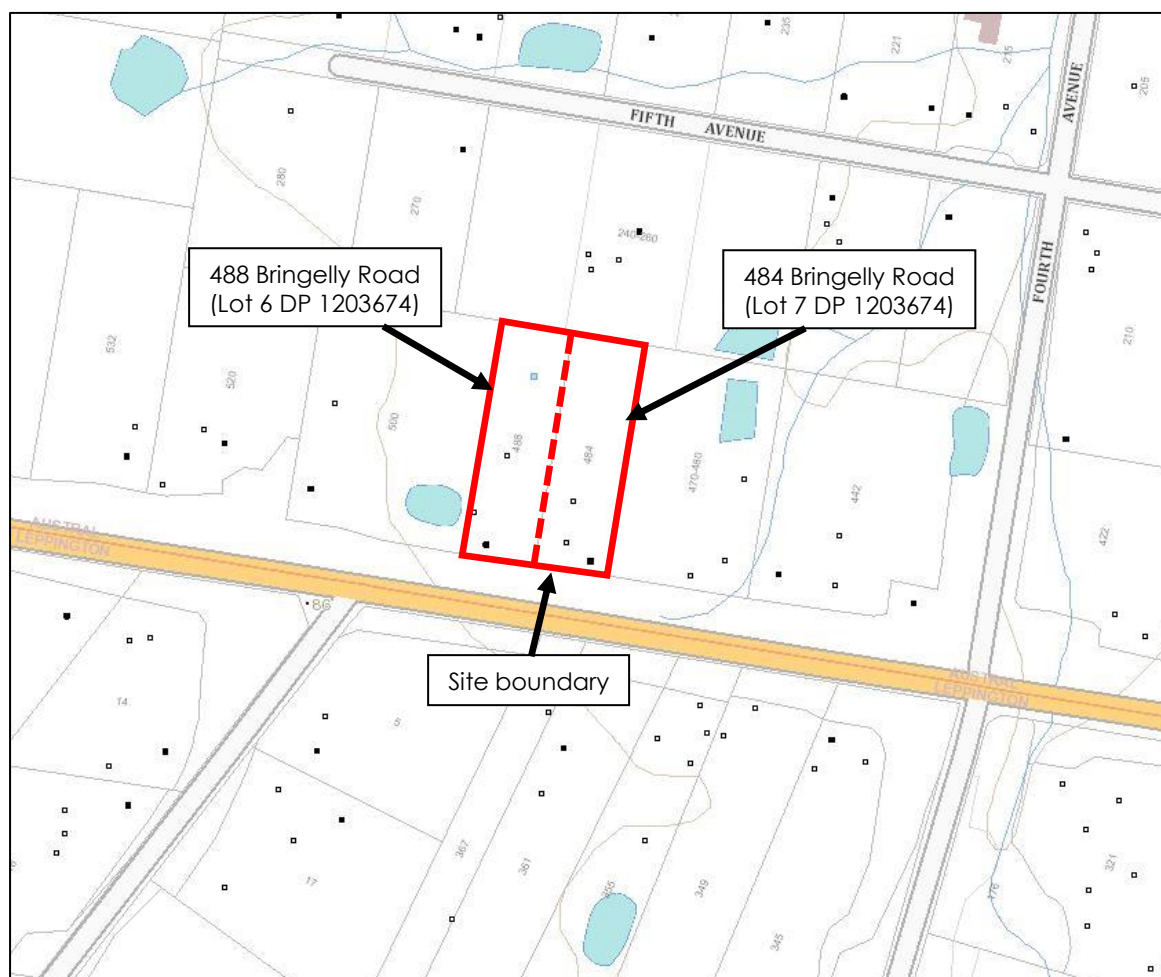 235
221
215
205
AVENUE
FIFTH AVENUE
280
270
240-260
FOURTH
210
488 Bringelly Road
(Lot 6 DP 1203674)
484 Bringelly Road
(Lot 7 DP 1203674)
532
520
500
488
484
470-480
442
422
AUSTRAL
LEPPINGTON
86
Site boundary
AUSTRAL
LEPPINGTON
14
17
367
361
355
349
345
176
321